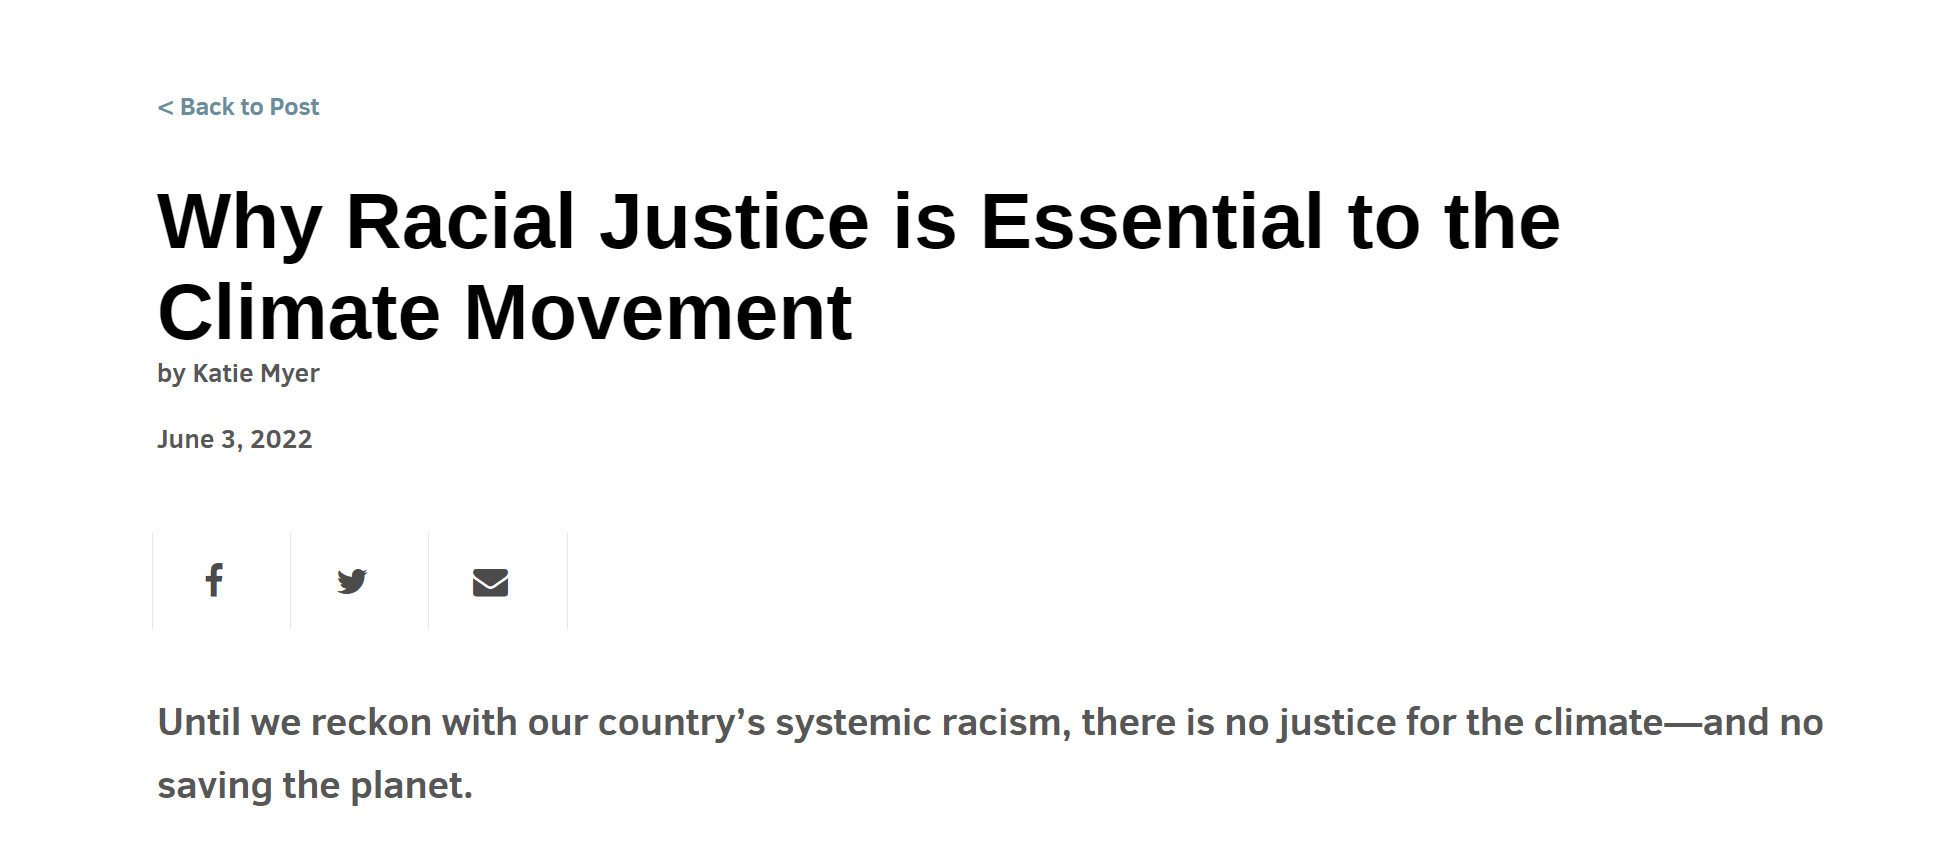 < Back to Post
Why Racial Justice is Essential to the
Climate Movement
by Katie Myer
June 3, 2022
Until we reckon with our country’s systemic racism, there is no justice for the climate—and no
saving the planet.